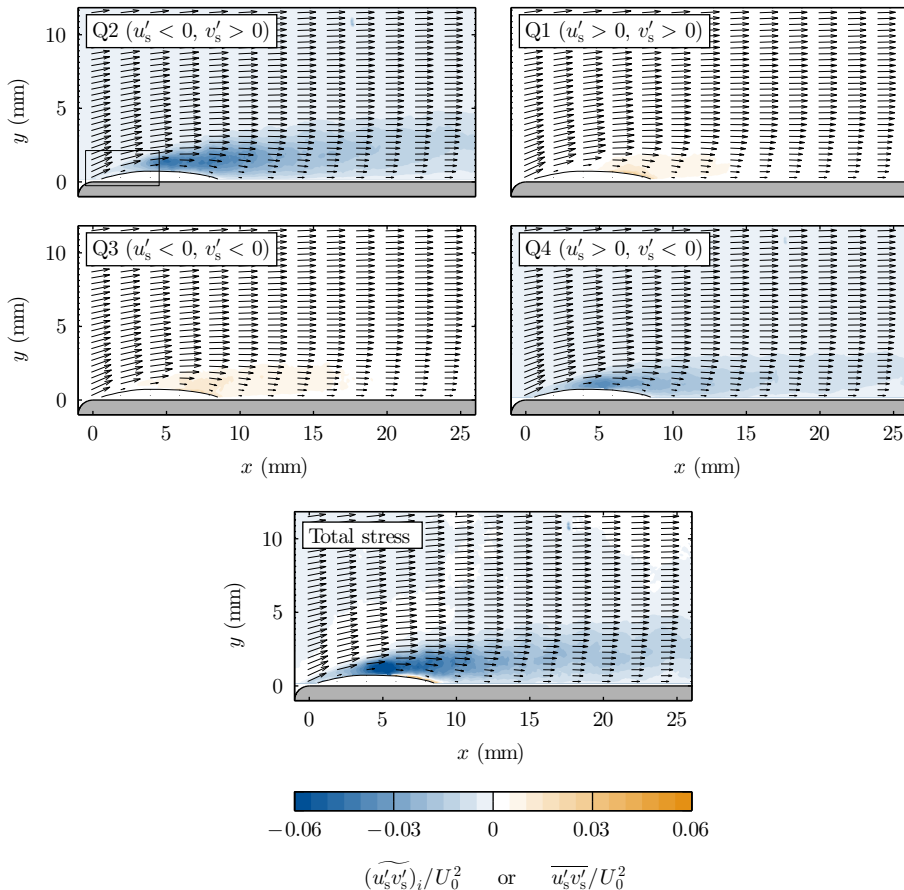 Q2 (u′ₛ < 0, v′ₛ > 0)
Q1 (u′ₛ > 0, v′ₛ > 0)
10
5
0
y (mm)
Q3 (u′ₛ < 0, v′ₛ < 0)
Q4 (u′ₛ > 0, v′ₛ < 0)
10
5
0
y (mm)
0 5 10 15 20 25
0 5 10 15 20 25
x (mm)
x (mm)
Total stress
10
5
0
y (mm)
0 5 10 15 20 25
x (mm)
−0.06 −0.03 0 0.03 0.06
(u′ₛv′ₛ)ᵢ/U₀² or u′ₛv′ₛ/U₀²